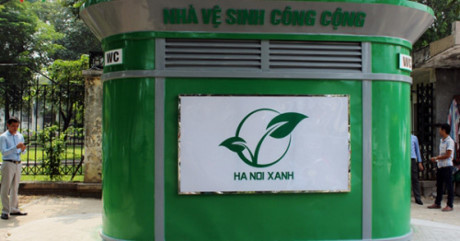 NHÀ VỆ SINH CÔNG CỘNG
WC
WC
HA NOI XANH